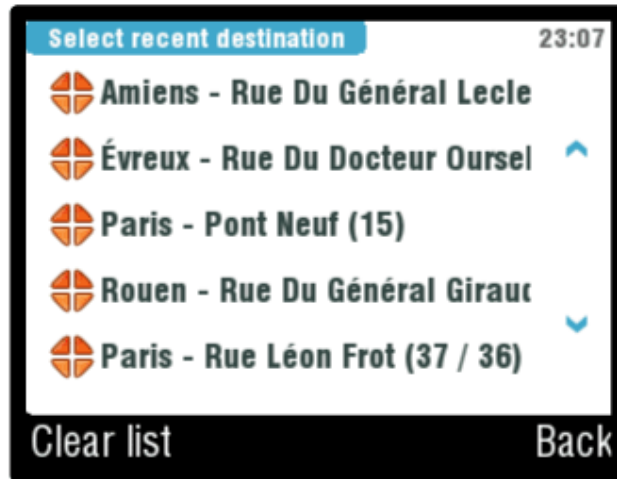 Select recent destination 23:07
Amiens - Rue Du Général Lecle
Évreux - Rue Du Docteur Oursel
Paris - Pont Neuf (15)
Rouen - Rue Du Général Giraud
Paris - Rue Léon Frot (37 / 36)
Clear list Back